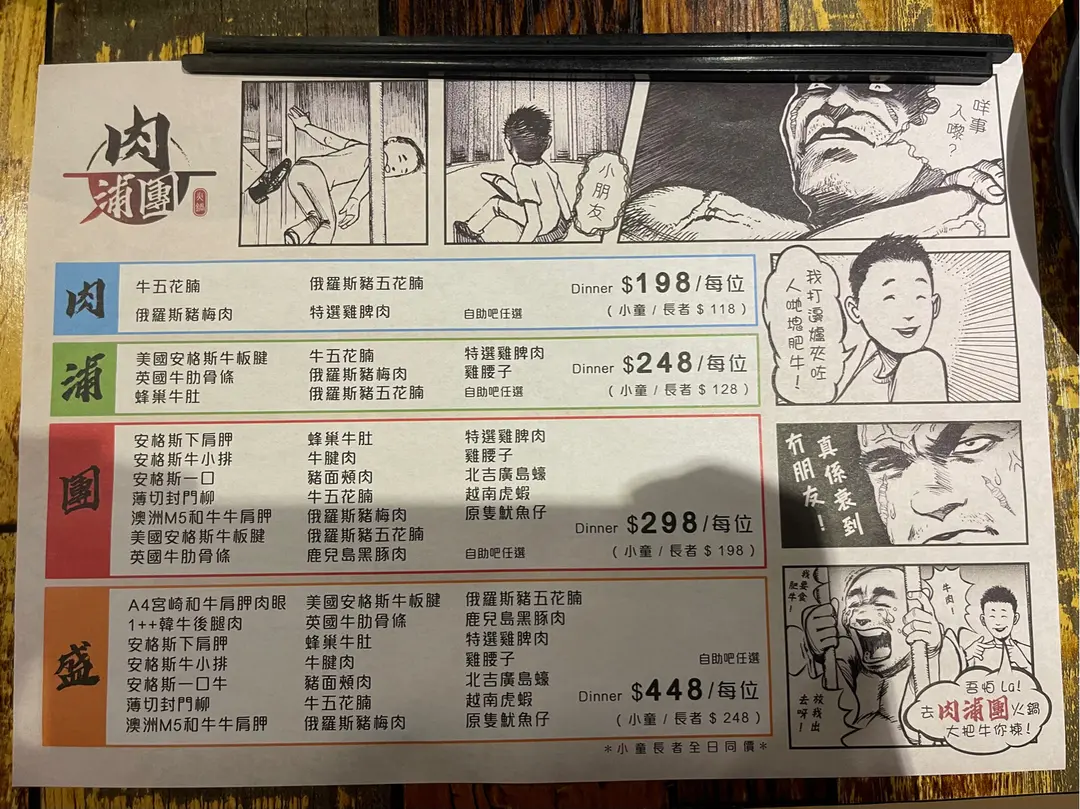 肉
浦團
火鍋
小朋友
咩事
入嚟?
肉
牛五花腩
俄羅斯豬五花腩
俄羅斯豬梅肉
特選雞脾肉
自助吧任選
Dinner $198/每位
( 小童 / 長者 $ 118 )
我打瀉爐夾咗
人哋塊肥牛!
浦
美國安格斯牛板腱
牛五花腩
特選雞脾肉
英國牛肋骨條
俄羅斯豬梅肉
雞腰子
蜂巢牛肚
俄羅斯豬五花腩
自助吧任選
Dinner $248/每位
( 小童 / 長者 $ 128 )
團
安格斯下肩胛
蜂巢牛肚
特選雞脾肉
安格斯牛小排
牛腱肉
雞腰子
安格斯一口
豬面頰肉
北吉廣島蠔
薄切封門柳
牛五花腩
越南虎蝦
澳洲M5和牛牛肩胛
俄羅斯豬梅肉
原隻魷魚仔
美國安格斯牛板腱
俄羅斯豬五花腩
英國牛肋骨條
鹿兒島黑豚肉
自助吧任選
Dinner $298/每位
( 小童 / 長者 $ 198 )
真係衰到
冇朋友!
盛
A4宮崎和牛肩胛肉眼
美國安格斯牛板腱
俄羅斯豬五花腩
1++韓牛後腿肉
英國牛肋骨條
鹿兒島黑豚肉
安格斯下肩胛
蜂巢牛肚
特選雞脾肉
安格斯牛小排
牛腱肉
雞腰子
自助吧任選
安格斯一口牛
豬面頰肉
北吉廣島蠔
薄切封門柳
牛五花腩
越南虎蝦
澳洲M5和牛牛肩胛
俄羅斯豬梅肉
原隻魷魚仔
Dinner $448/每位
( 小童 / 長者 $ 248 )
*小童長者全日同價*
我要食
肥牛!
牛肉!
放我出
去呀!
吾怕 La!
去肉浦團火鍋
大把牛你揀!